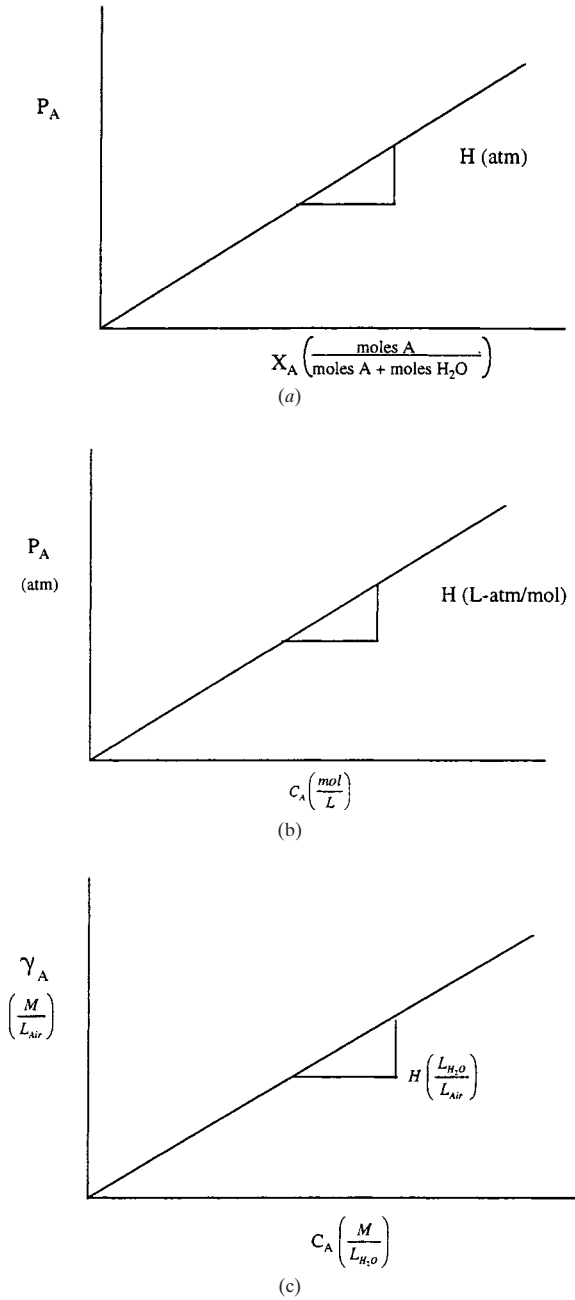 P_A
H (atm)
X_A ( moles A / moles A + moles H₂O )
(a)
P_A
(atm)
H (L-atm/mol)
C_A ( mol / L )
(b)
γ_A
( M / L_Air )
H ( L_H₂O / L_Air )
C_A ( M / L_H₂O )
(c)